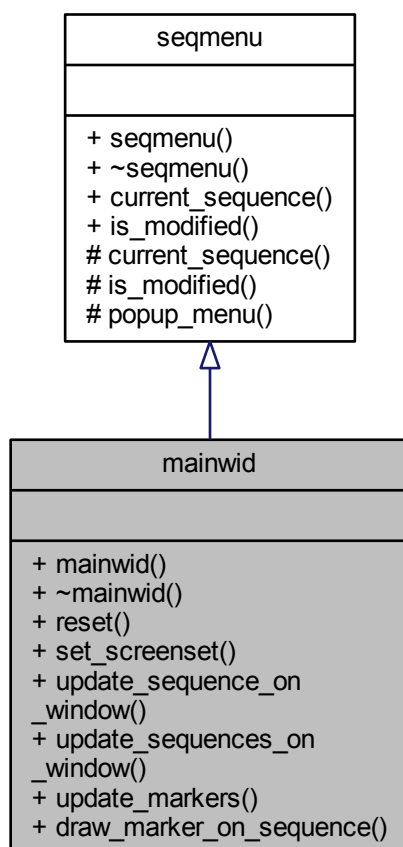 seqmenu
+ seqmenu()
+ ~seqmenu()
+ current_sequence()
+ is_modified()
# current_sequence()
# is_modified()
# popup_menu()
mainwid
+ mainwid()
+ ~mainwid()
+ reset()
+ set_screenset()
+ update_sequence_on
_window()
+ update_sequences_on
_window()
+ update_markers()
+ draw_marker_on_sequence()